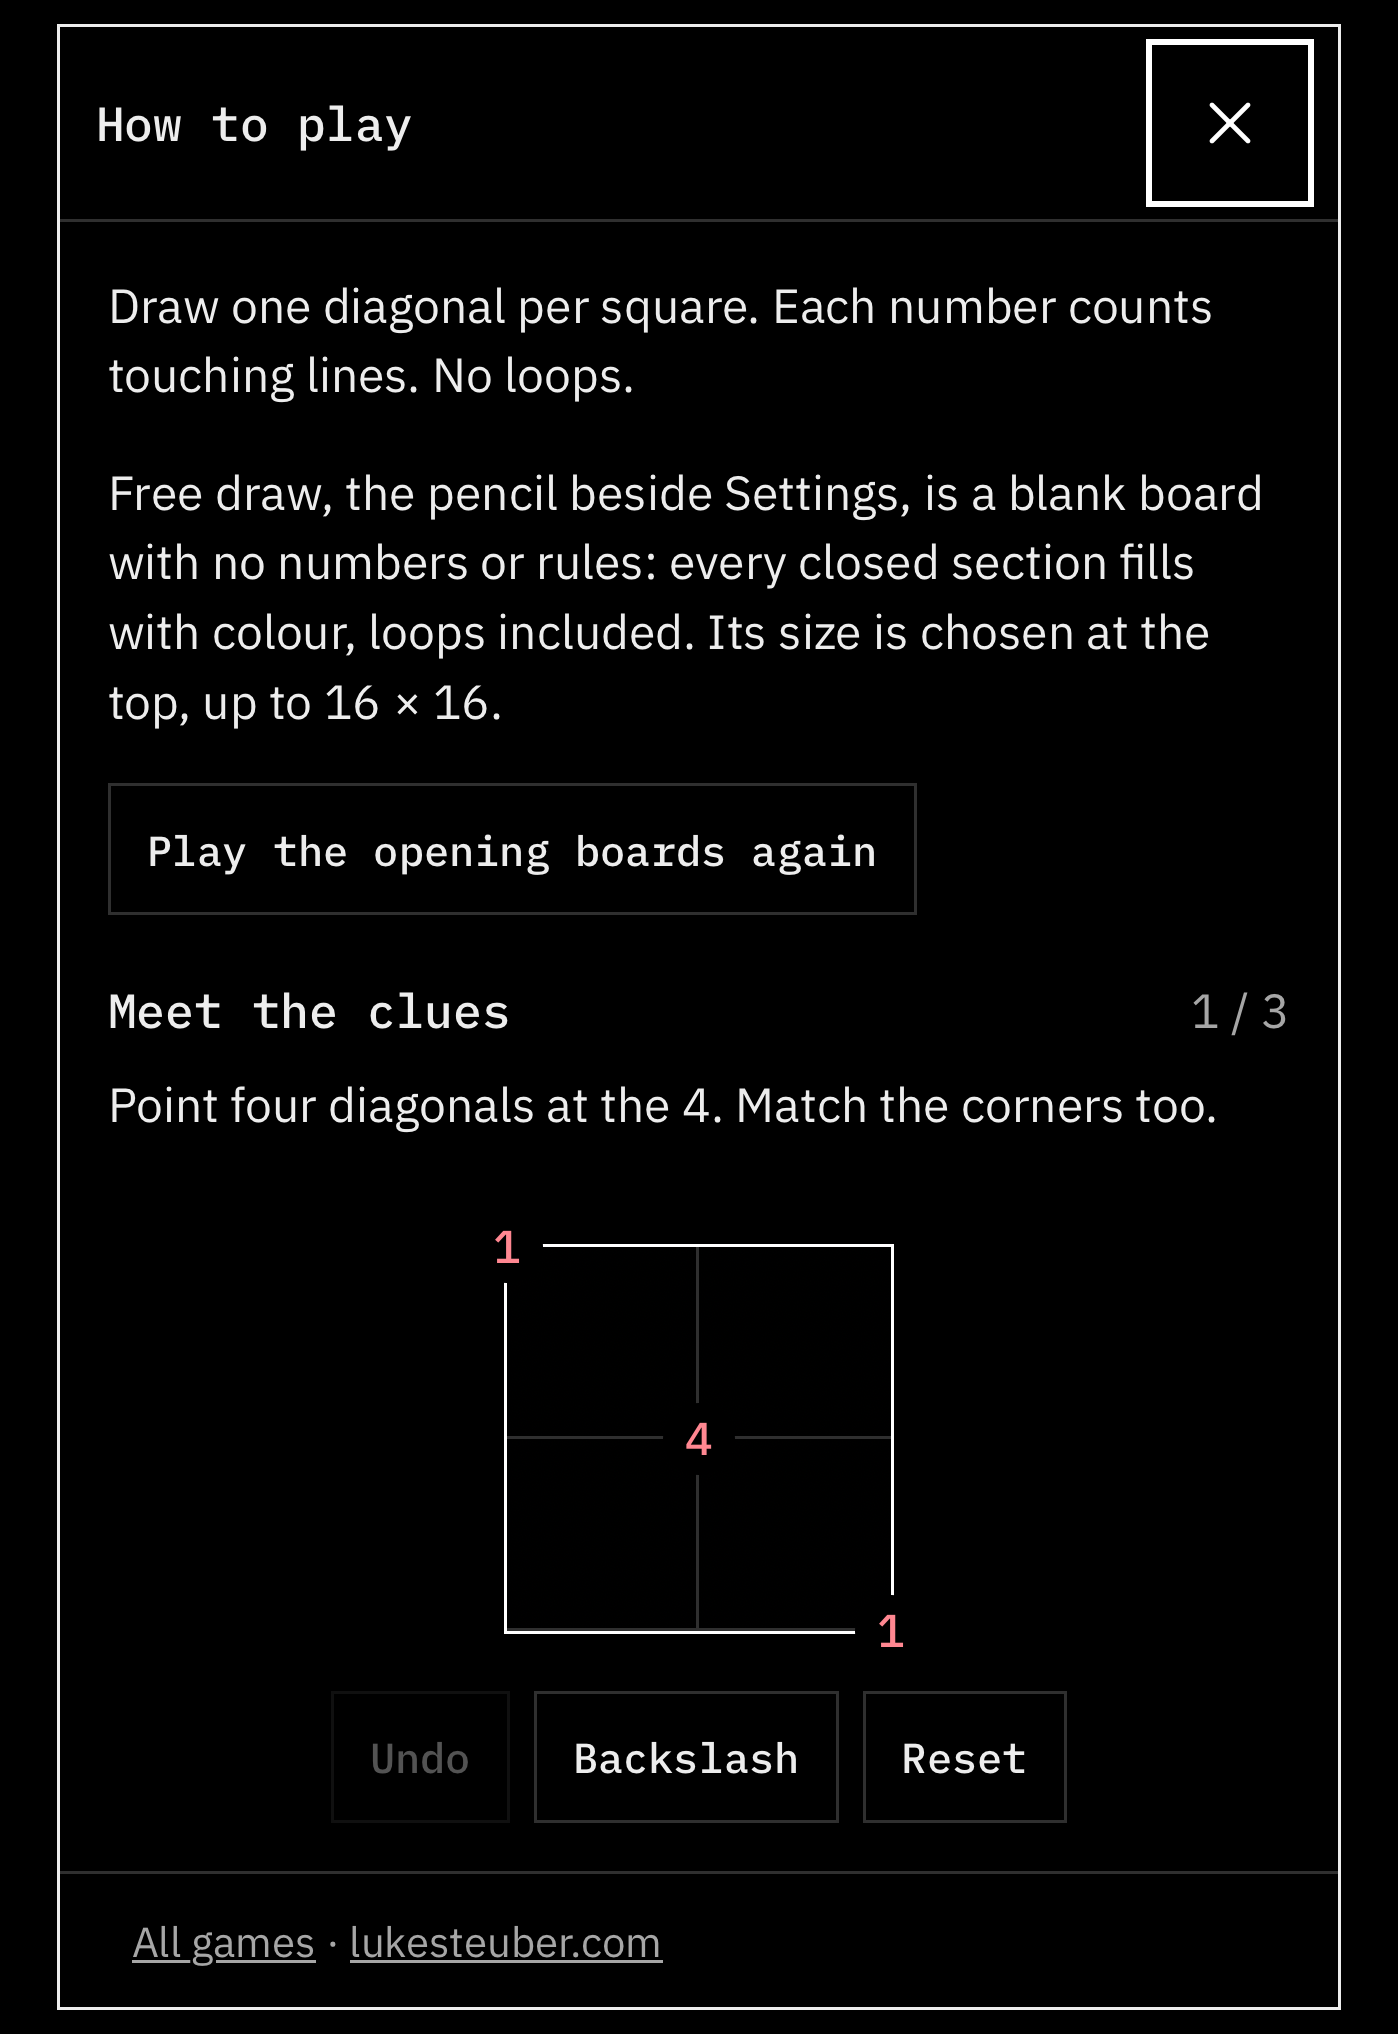 How to play
Draw one diagonal per square. Each number counts
touching lines. No loops.
Free draw, the pencil beside Settings, is a blank board
with no numbers or rules: every closed section fills
with colour, loops included. Its size is chosen at the
top, up to 16 × 16.
Play the opening boards again
Meet the clues 1 / 3
Point four diagonals at the 4. Match the corners too.
1
4
1
Undo Backslash Reset
All games · lukesteuber.com